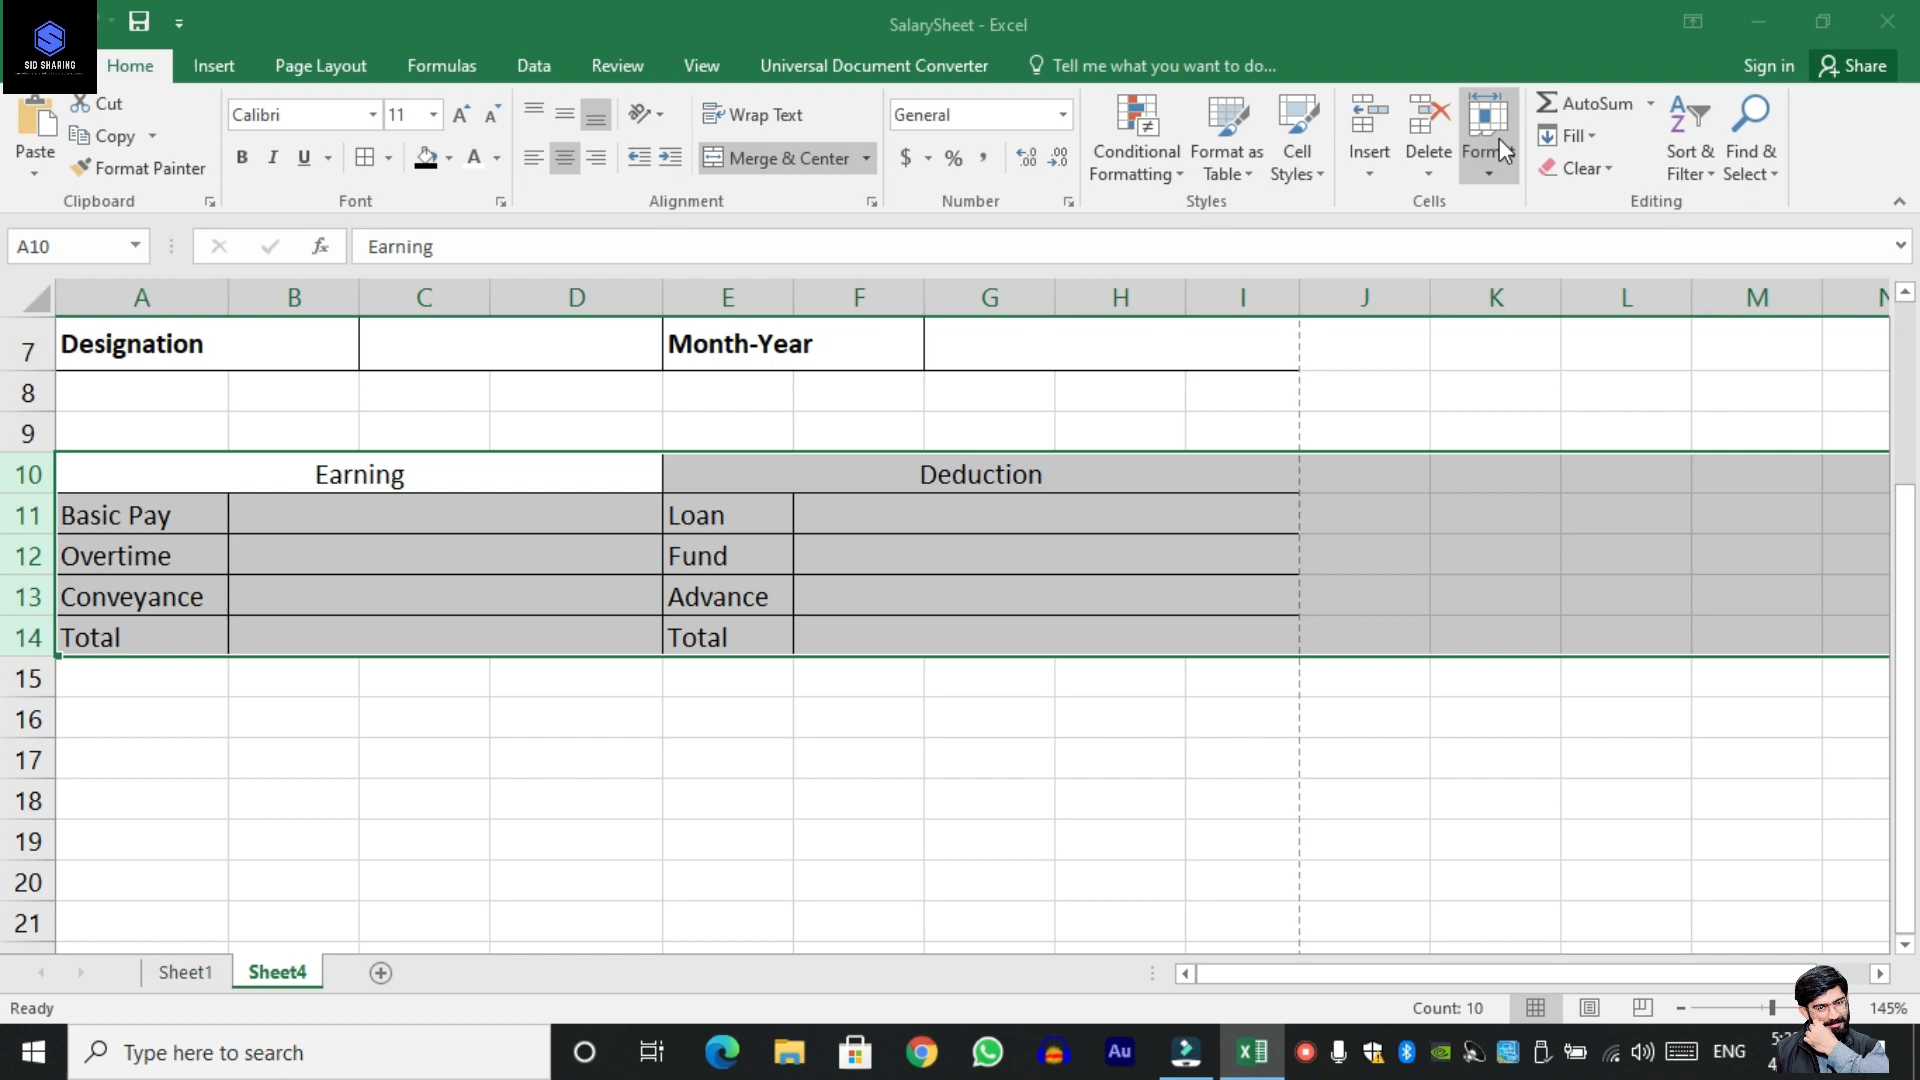 SID SHARING
SalarySheet - Excel
Home Insert Page Layout Formulas Data Review View Universal Document Converter Tell me what you want to do... Sign in Share
Paste
Cut
Copy
Format Painter
Clipboard
Calibri 11
B I U A
Font
Wrap Text
Merge & Center
Alignment
General
$ % , .00
Number
Conditional Formatting
Format as Table
Cell Styles
Styles
Insert Delete Format
Cells
AutoSum
Fill
Clear
Sort & Filter
Find & Select
Editing
A10 fx Earning
A B C D E F G H I J K L M N
7 Designation Month-Year
8
9
10 Earning Deduction
11 Basic Pay Loan
12 Overtime Fund
13 Conveyance Advance
14 Total Total
15
16
17
18
19
20
21
Sheet1 Sheet4
Ready Count: 10 145%
Type here to search Au ENG